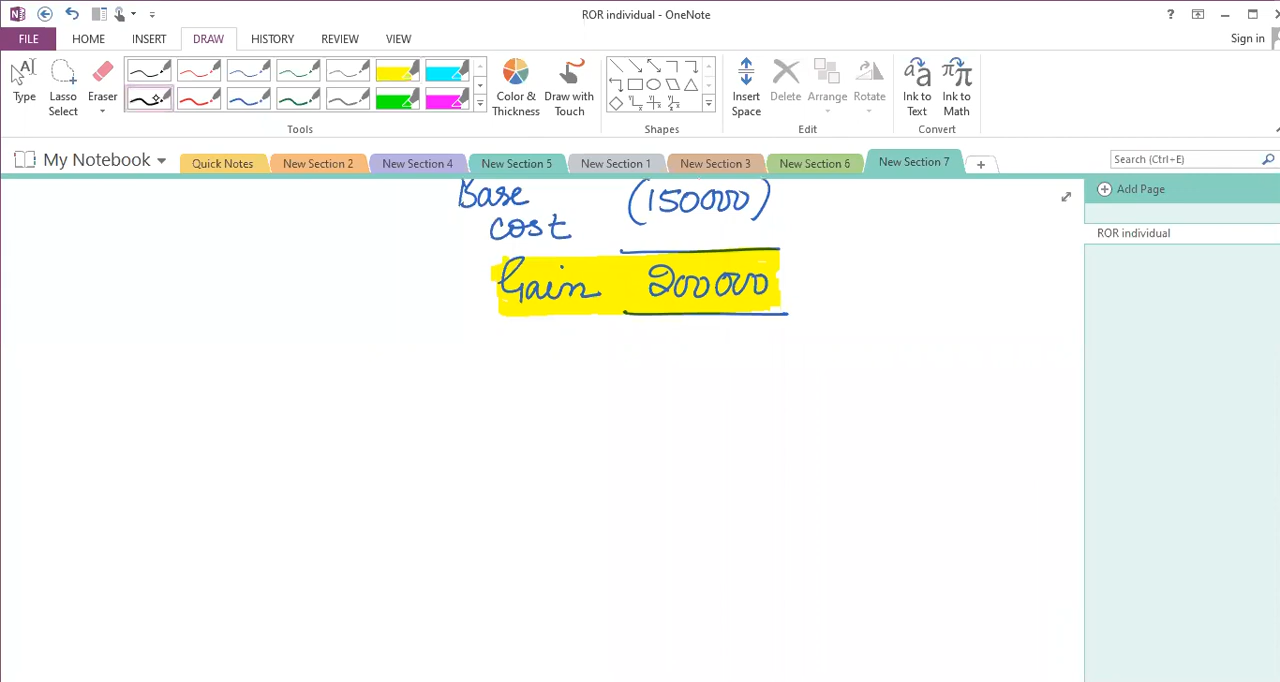 ROR individual - OneNote
?
Sign in
FILE HOME INSERT DRAW HISTORY REVIEW VIEW
Type
Lasso Select
Eraser
Color & Thickness
Draw with Touch
Insert Space
Delete
Arrange
Rotate
Ink to Text
Ink to Math
Tools
Shapes
Edit
Convert
My Notebook
Quick Notes
New Section 2
New Section 4
New Section 5
New Section 1
New Section 3
New Section 6
New Section 7
Search (Ctrl+E)
Add Page
ROR individual
Base (150000)
cost
Gain 200000